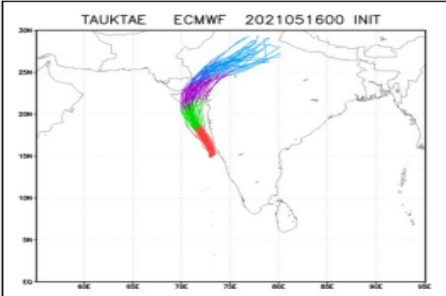 TAUKTAE ECMWF 2021051600 INIT
30N
25N
20N
15N
10N
5N
EQ
60E 65E 70E 75E 80E 85E 90E 95E